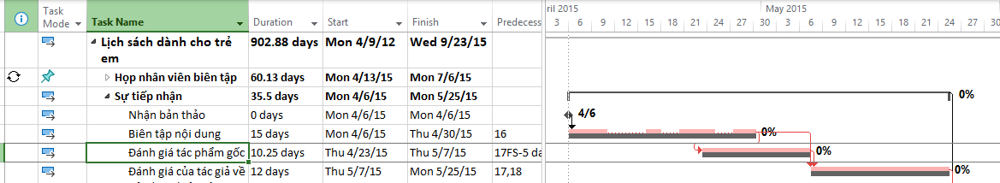 ril 2015 May 2015
Task Mode Task Name Duration Start Finish Predecess
3 6 9 12 15 18 21 24 27 30 3 6 9 12 15 18 21 24 27 30
Lịch sách dành cho trẻ em 902.88 days Mon 4/9/12 Wed 9/23/15
Họp nhân viên biên tập 60.13 days Mon 4/13/15 Mon 7/6/15
Sự tiếp nhận 35.5 days Mon 4/6/15 Mon 5/25/15 0%
Nhận bản thảo 0 days Mon 4/6/15 Mon 4/6/15 4/6
Biên tập nội dung 15 days Mon 4/6/15 Thu 4/30/15 16 0%
Đánh giá tác phẩm gốc 10.25 days Thu 4/23/15 Thu 5/7/15 17FS-5 da 0%
Đánh giá của tác giả về 12 days Thu 5/7/15 Mon 5/25/15 17,18 0%